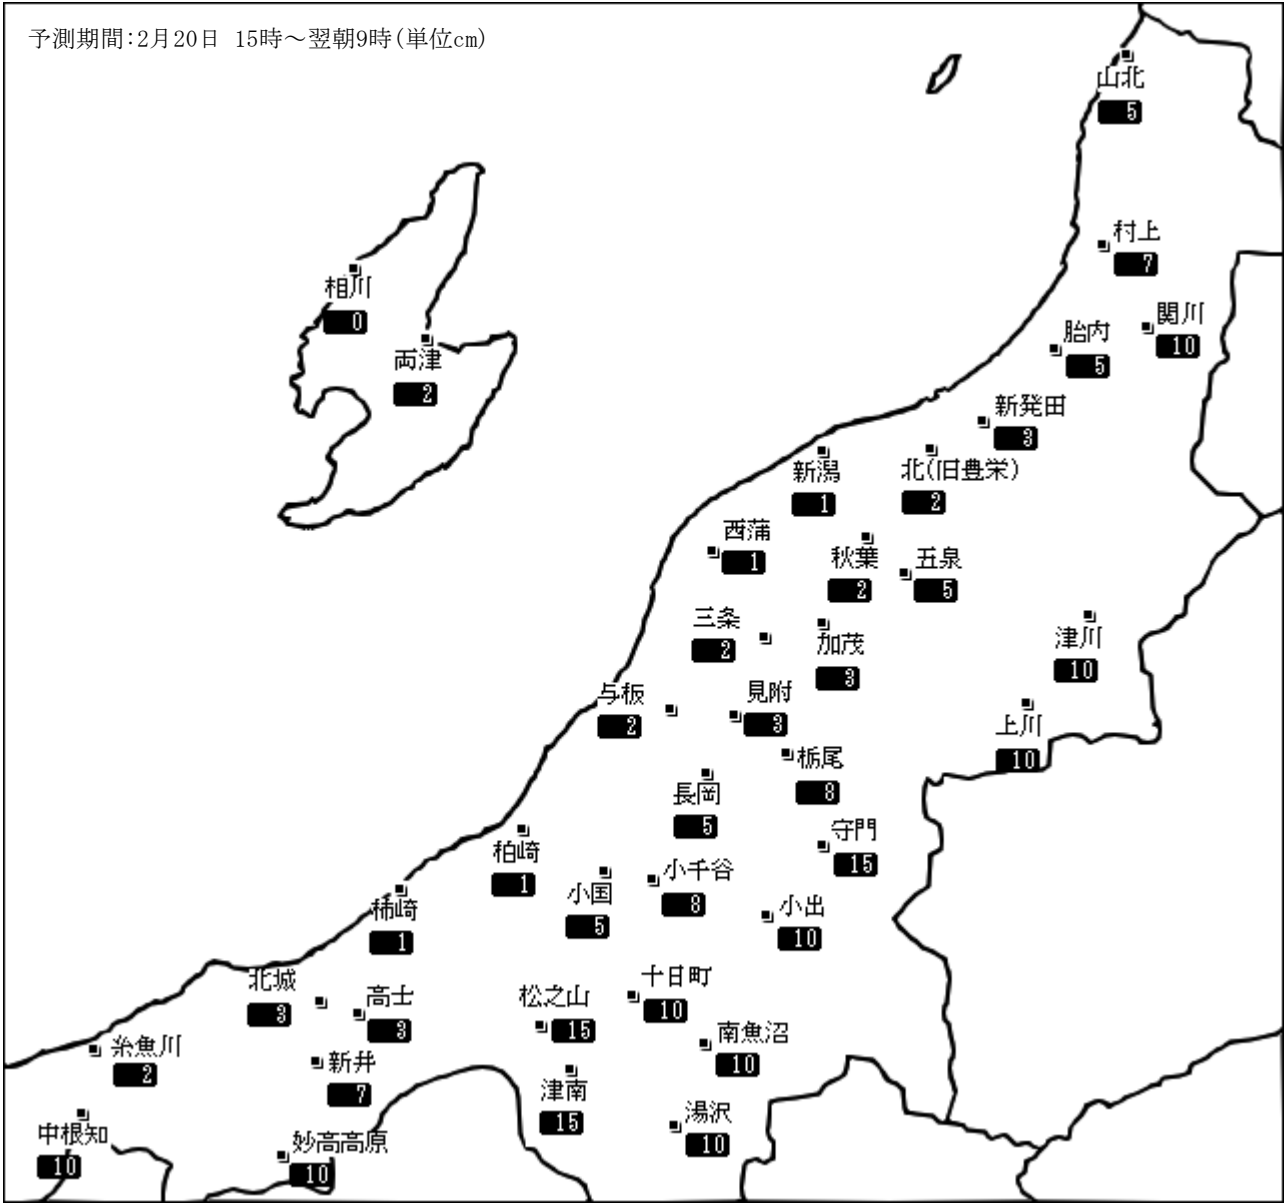 予測期間:2月20日 15時～翌朝9時(単位cm)
山北
5
村上
7
相川
0
関川
10
胎内
5
両津
2
新発田
3
新潟
1
北(旧豊栄)
2
西蒲
1
秋葉
2
五泉
5
三条
2
加茂
3
津川
10
与板
2
見附
3
上川
10
栃尾
8
長岡
5
守門
15
柏崎
1
小国
5
小千谷
8
小出
10
柿崎
1
北城
3
高士
3
松之山
15
十日町
10
南魚沼
10
糸魚川
2
新井
7
津南
15
湯沢
10
中根知
10
妙高高原
10